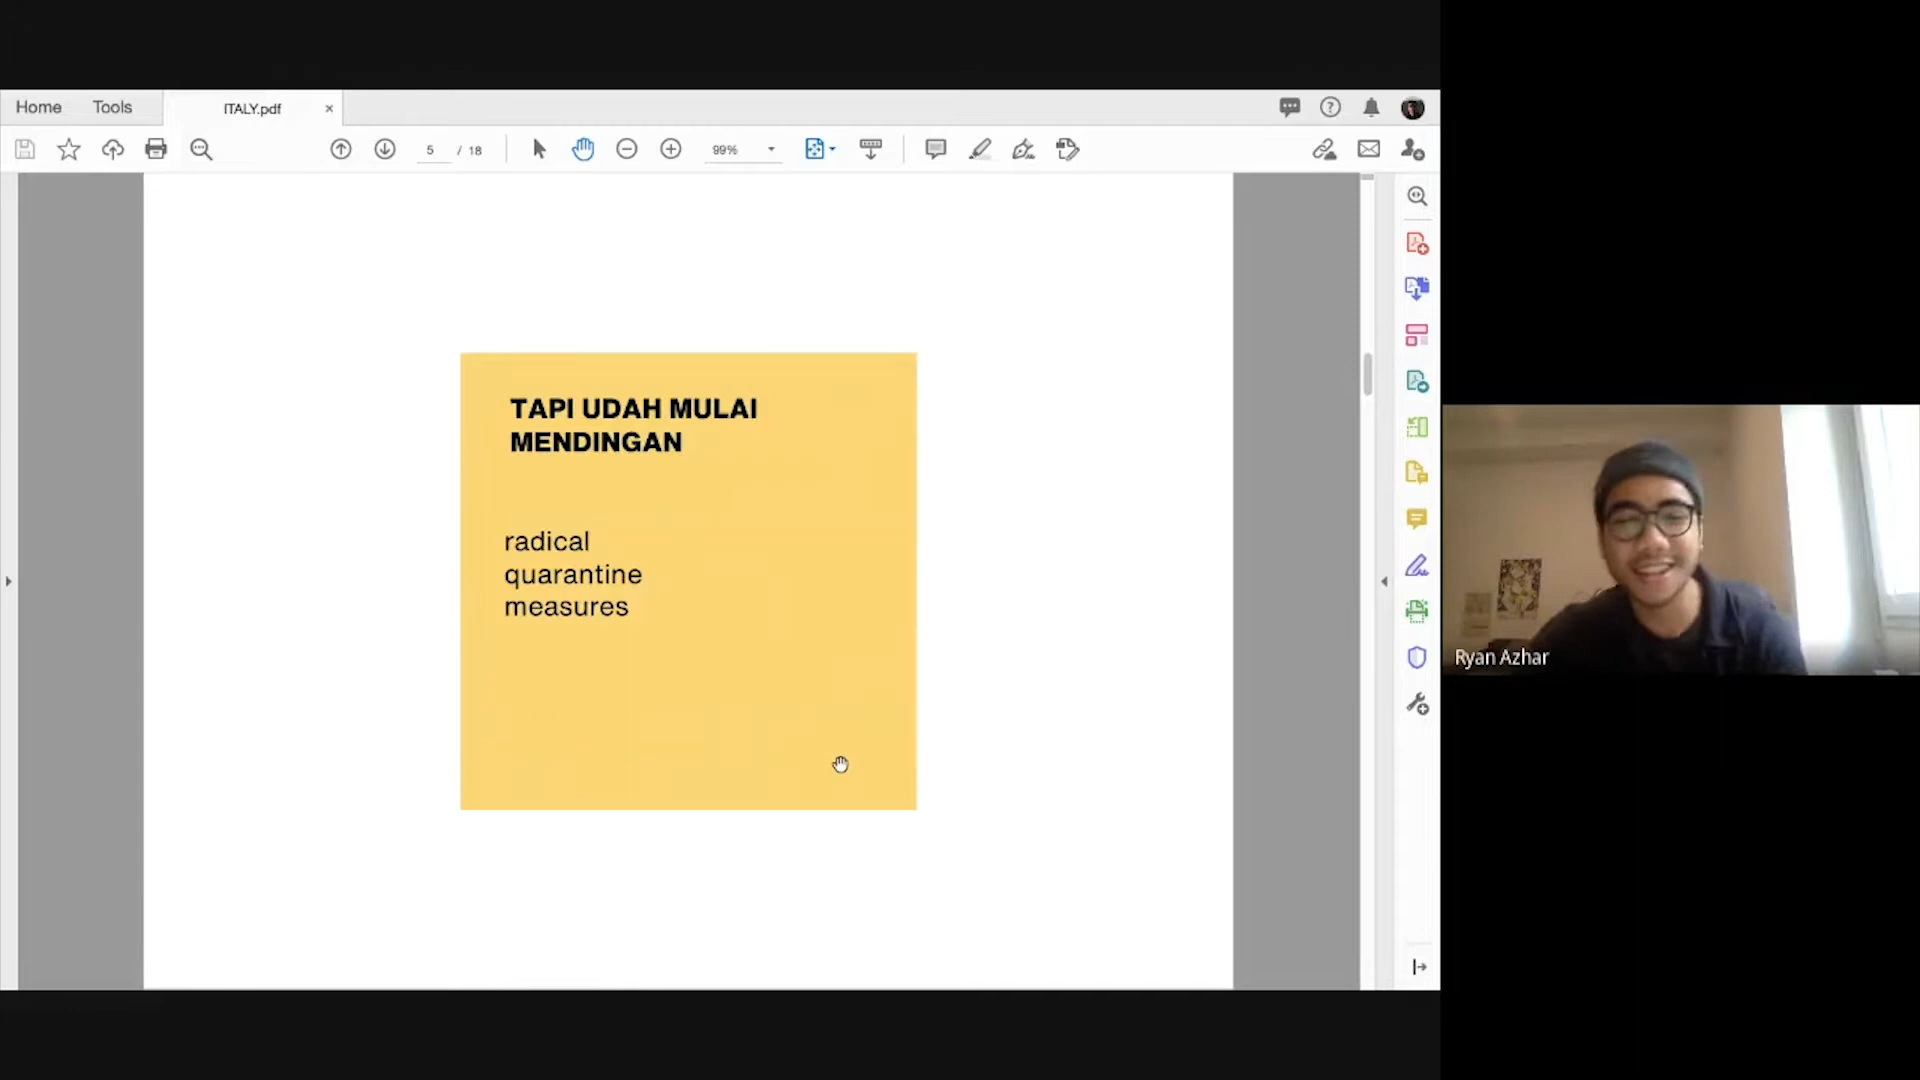 Home Tools ITALY.pdf
5 / 18 99%
TAPI UDAH MULAI
MENDINGAN
radical
quarantine
measures
Ryan Azhar